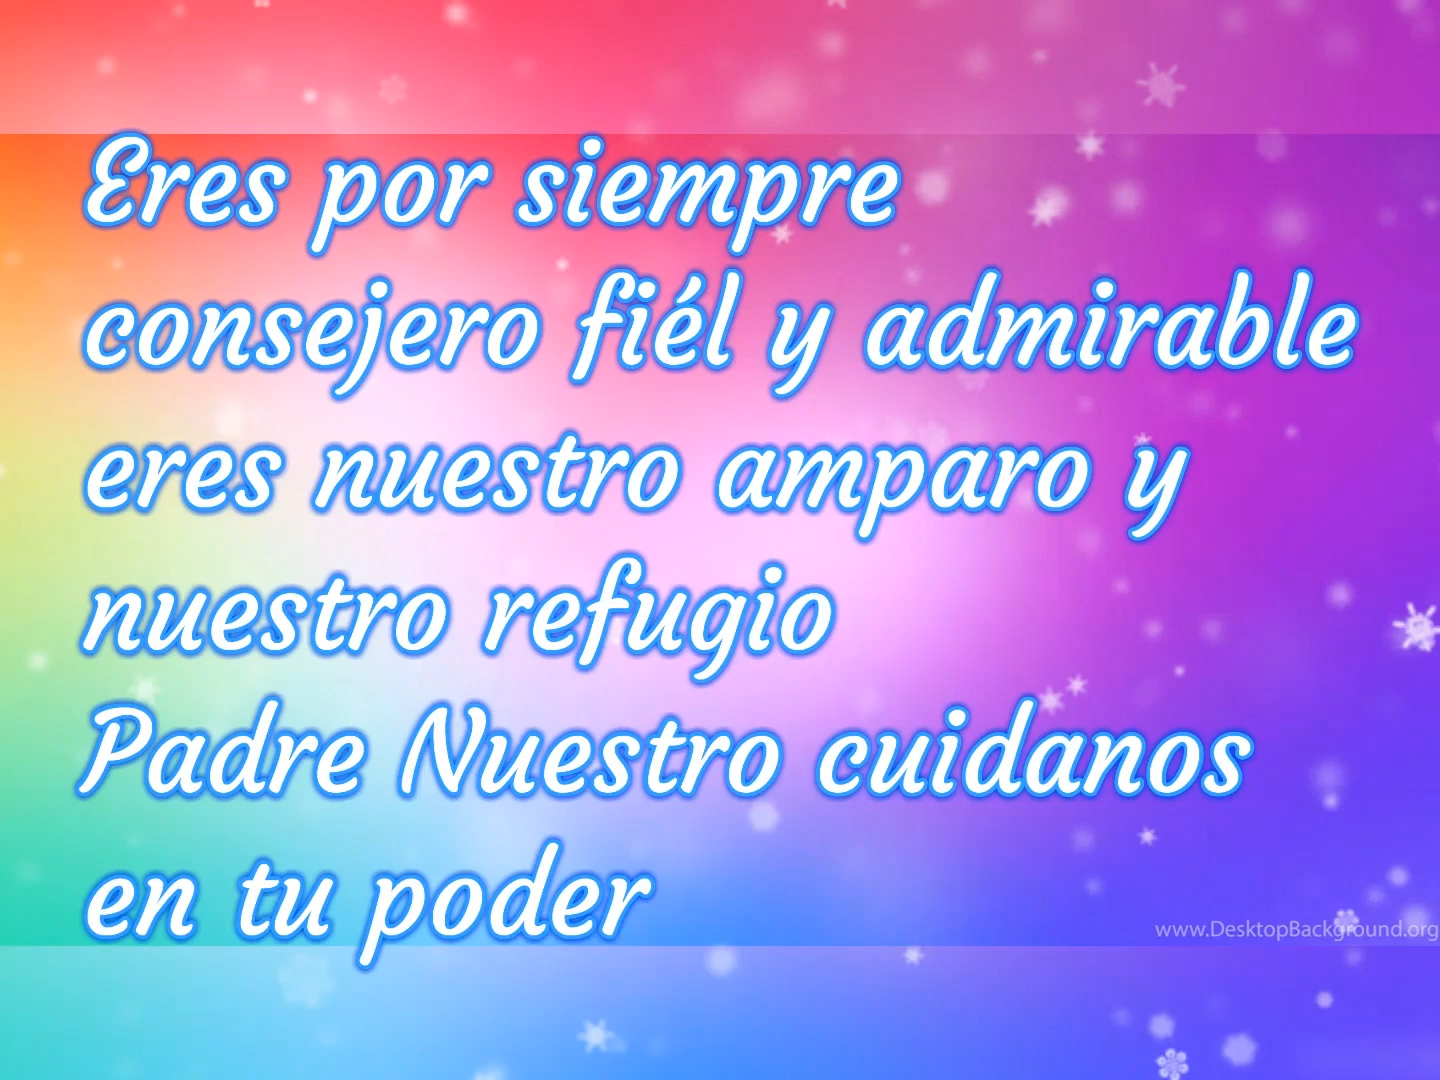 Eres por siempre
consejero fiél y admirable
eres nuestro amparo y
nuestro refugio
Padre Nuestro cuidanos
en tu poder
www.DesktopBackground.org